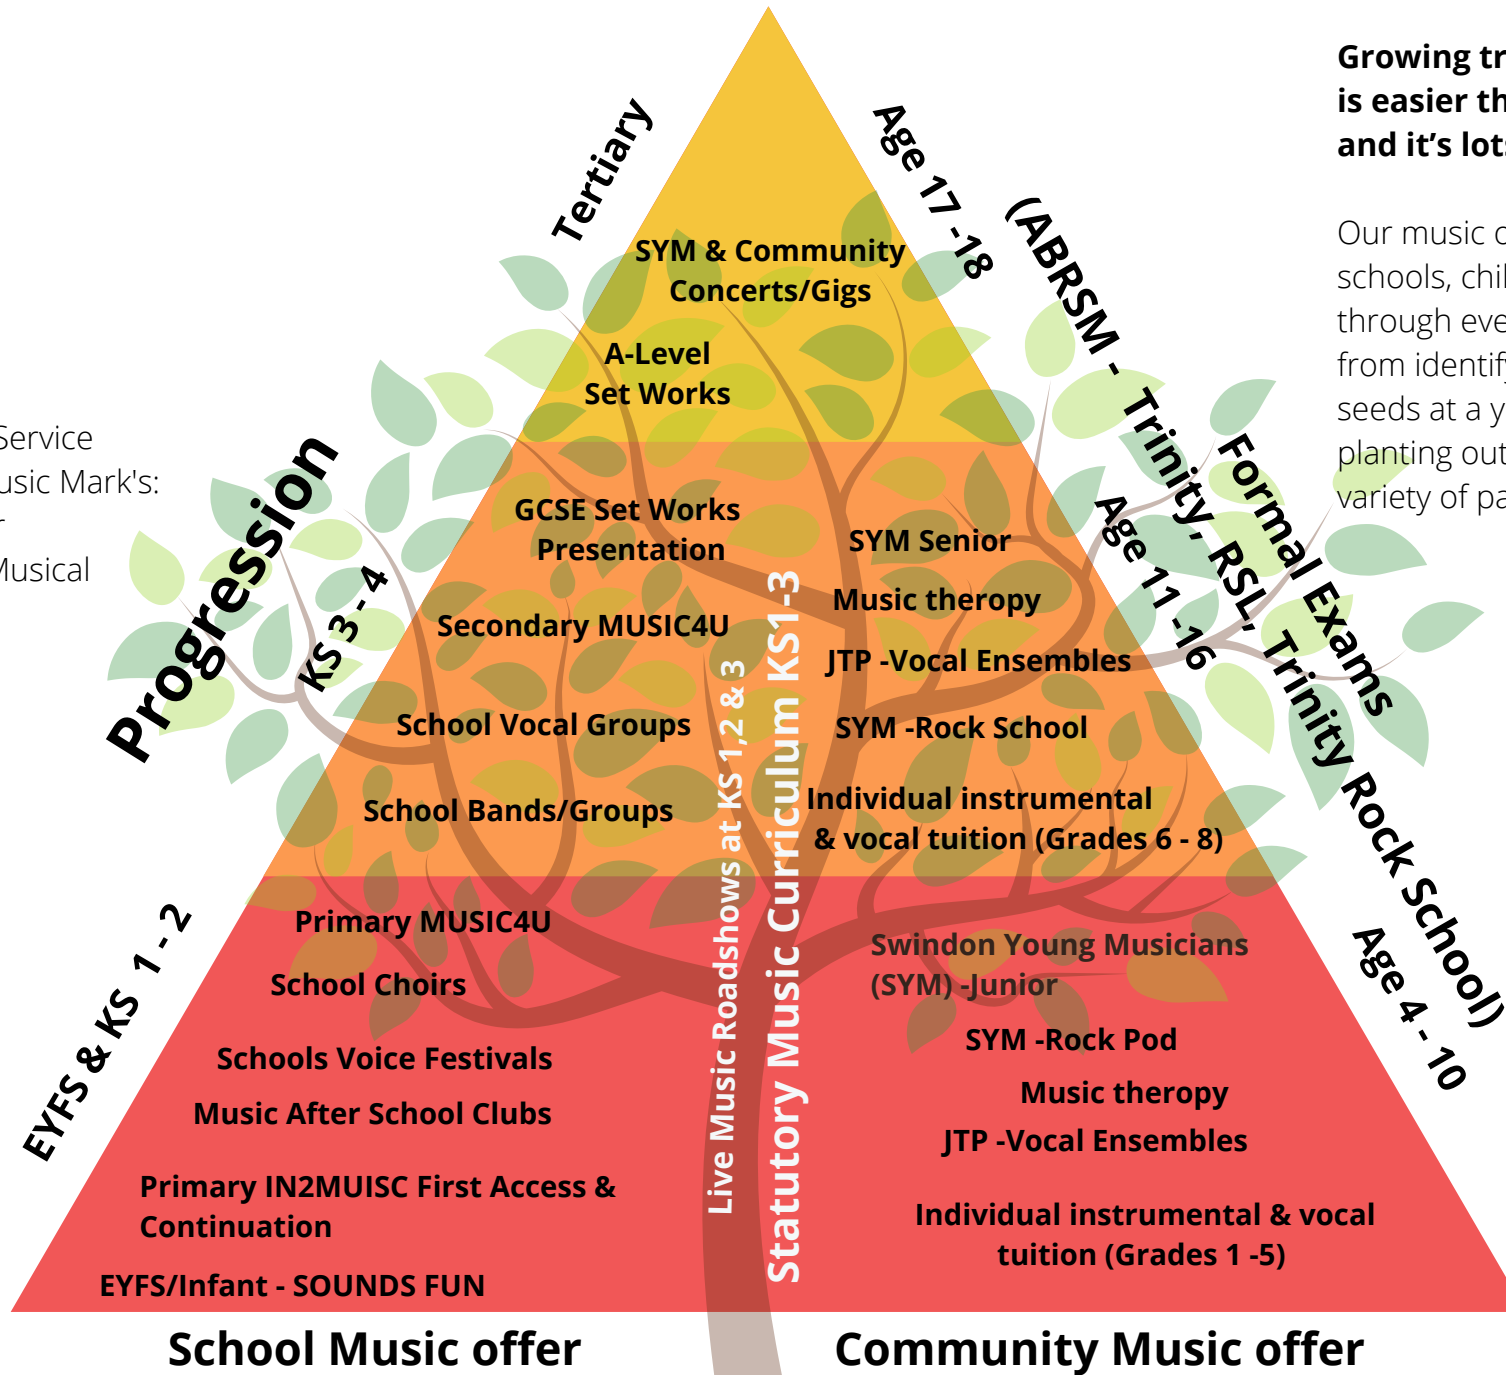 Growing tr
is easier th
and it's lots
Our music o
schools, chil
through eve
from identify
seeds at a y
planting out
variety of pa
Service
usic Mark's:
r
Musical
Progression
Tertiary
KS 3 - 4
EYFS & KS 1 - 2
Age 17 -18
Age 11 -16
Age 4 - 10
Formal Exams
(ABRSM - Trinity, RSL, Trinity Rock School)
SYM & Community
Concerts/Gigs
A-Level
Set Works
GCSE Set Works
Presentation
Secondary MUSIC4U
School Vocal Groups
School Bands/Groups
SYM Senior
Music theropy
JTP -Vocal Ensembles
SYM -Rock School
Individual instrumental
& vocal tuition (Grades 6 - 8)
Live Music Roadshows at KS 1,2 & 3
Statutory Music Curriculum KS1-3
Primary MUSIC4U
School Choirs
Schools Voice Festivals
Music After School Clubs
Primary IN2MUISC First Access &
Continuation
EYFS/Infant - SOUNDS FUN
Swindon Young Musicians
(SYM) -Junior
SYM -Rock Pod
Music theropy
JTP -Vocal Ensembles
Individual instrumental & vocal
tuition (Grades 1 -5)
School Music offer
Community Music offer